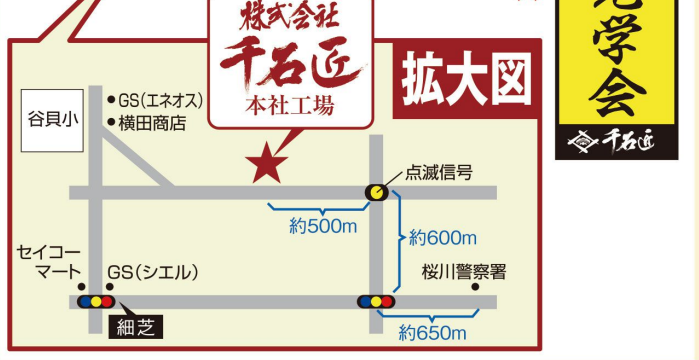 株式会社
千石匠
本社工場
拡大図
学会
千石匠
谷貝小
GS(エネオス)
横田商店
点滅信号
約500m
約600m
セイコー
マート
GS(シエル)
桜川警察署
細芝
約650m